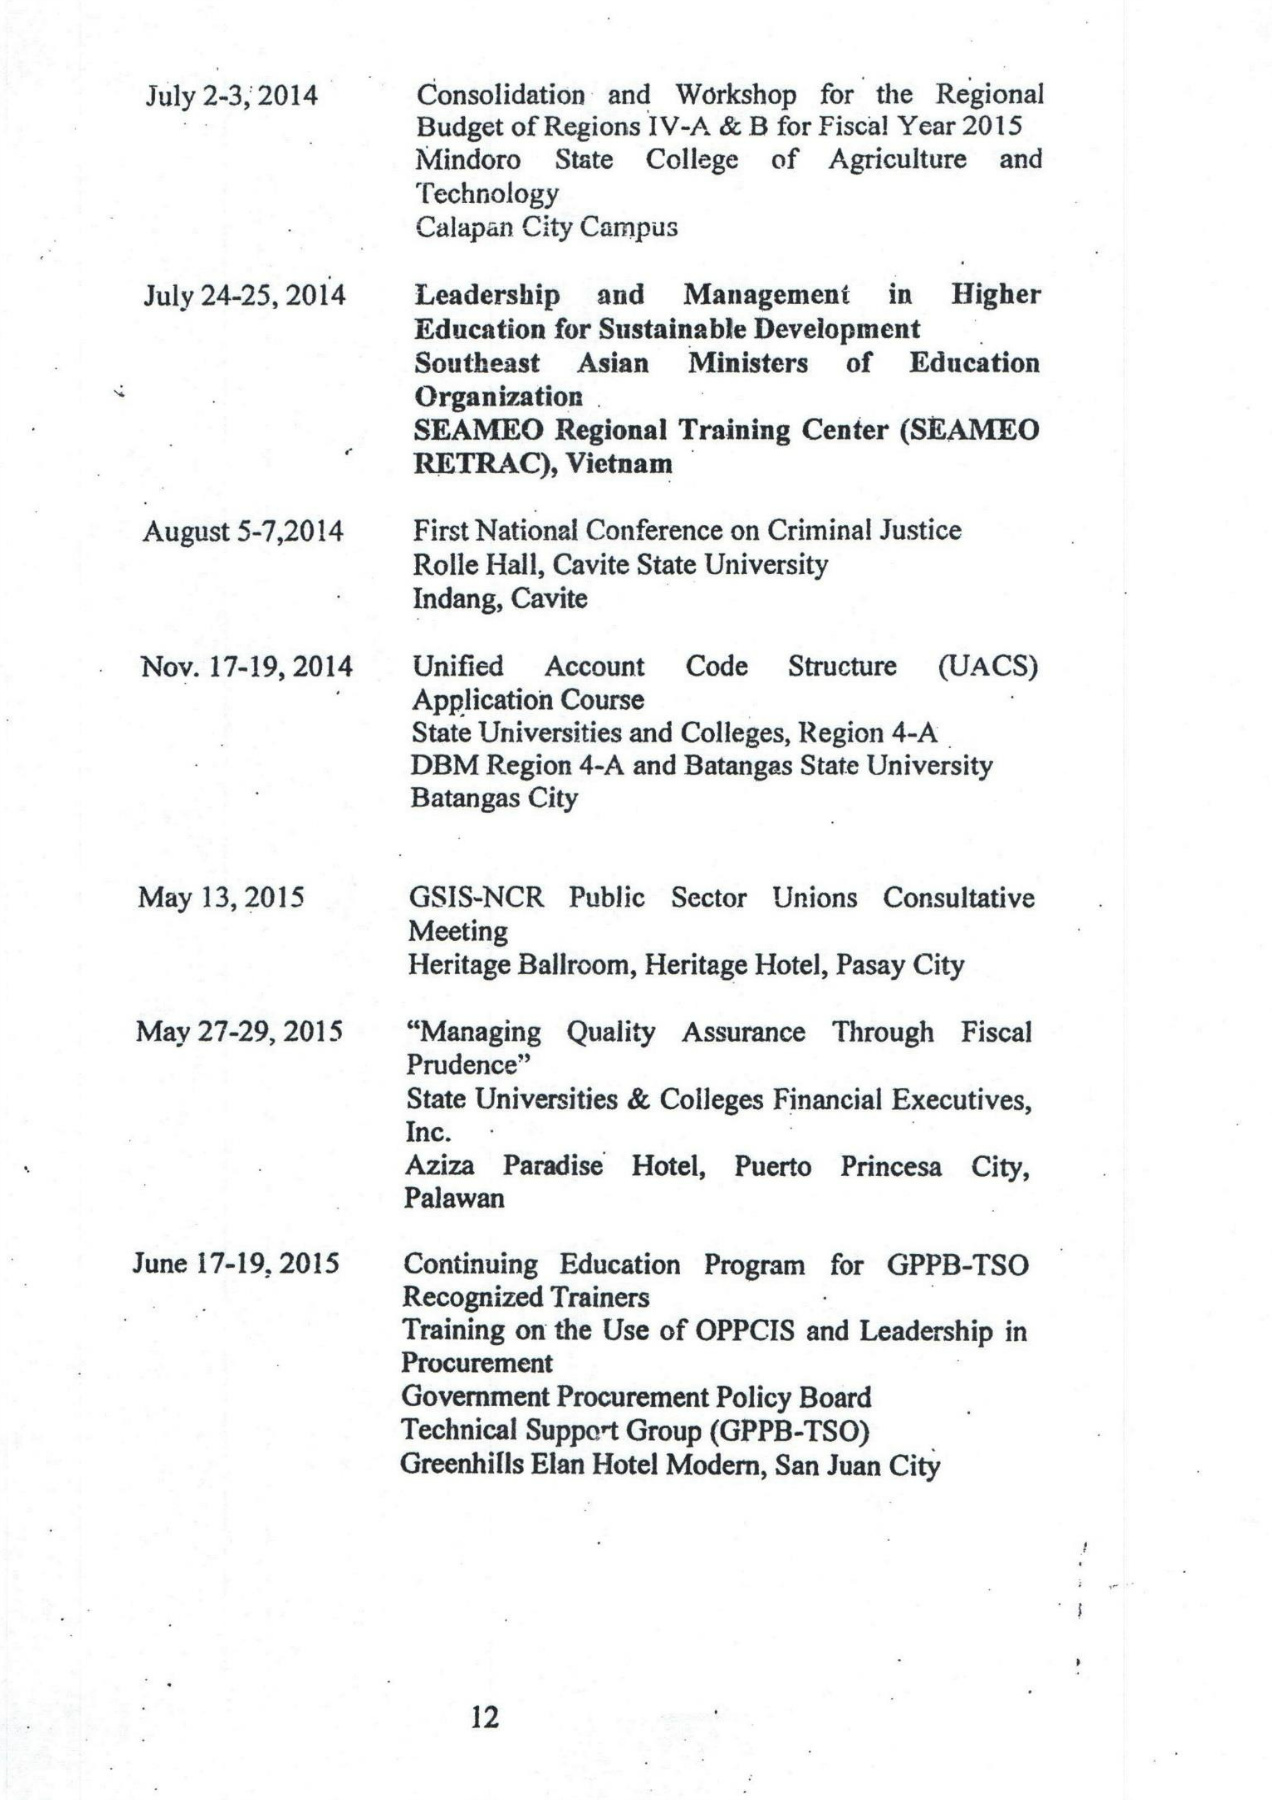 July 2-3, 2014 Consolidation and Workshop for the Regional
Budget of Regions IV-A & B for Fiscal Year 2015
Mindoro State College of Agriculture and
Technology
Calapan City Campus
July 24-25, 2014 Leadership and Management in Higher
Education for Sustainable Development
Southeast Asian Ministers of Education
Organization
SEAMEO Regional Training Center (SEAMEO
RETRAC), Vietnam
August 5-7,2014 First National Conference on Criminal Justice
Rolle Hall, Cavite State University
Indang, Cavite
Nov. 17-19, 2014 Unified Account Code Structure (UACS)
Application Course
State Universities and Colleges, Region 4-A
DBM Region 4-A and Batangas State University
Batangas City
May 13, 2015 GSIS-NCR Public Sector Unions Consultative
Meeting
Heritage Ballroom, Heritage Hotel, Pasay City
May 27-29, 2015 “Managing Quality Assurance Through Fiscal
Prudence”
State Universities & Colleges Financial Executives,
Inc.
Aziza Paradise Hotel, Puerto Princesa City,
Palawan
June 17-19, 2015 Continuing Education Program for GPPB-TSO
Recognized Trainers
Training on the Use of OPPCIS and Leadership in
Procurement
Government Procurement Policy Board
Technical Support Group (GPPB-TSO)
Greenhills Elan Hotel Modern, San Juan City
12